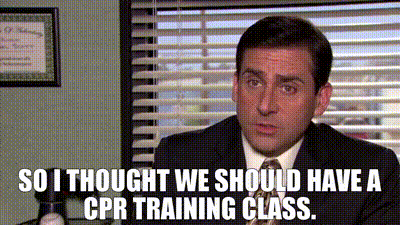 SO I THOUGHT WE SHOULD HAVE A
CPR TRAINING CLASS.